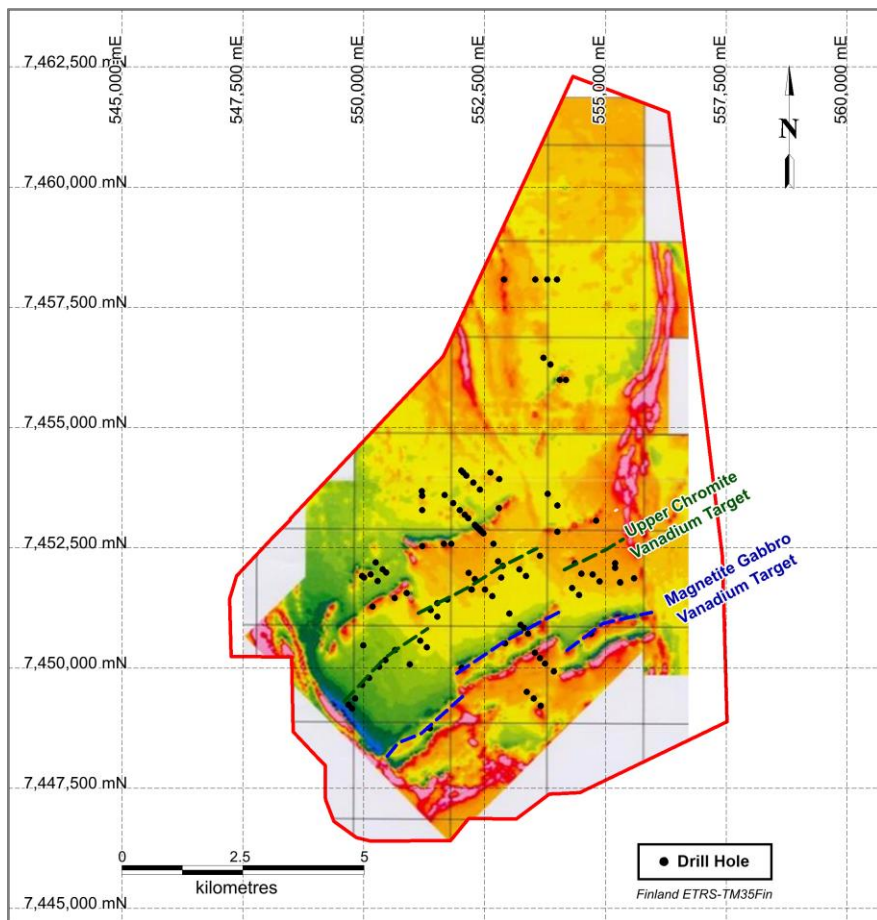 545,000 mE
547,500 mE
550,000 mE
552,500 mE
555,000 mE
557,500 mE
560,000 mE
7,462,500 mN
N
7,460,000 mN
7,457,500 mN
7,455,000 mN
Upper Chromite
Vanadium Target
7,452,500 mN
Magnetite Gabbro
Vanadium Target
7,450,000 mN
7,447,500 mN
0 2.5 5
kilometres
Drill Hole
Finland ETRS-TM35Fin
7,445,000 mN